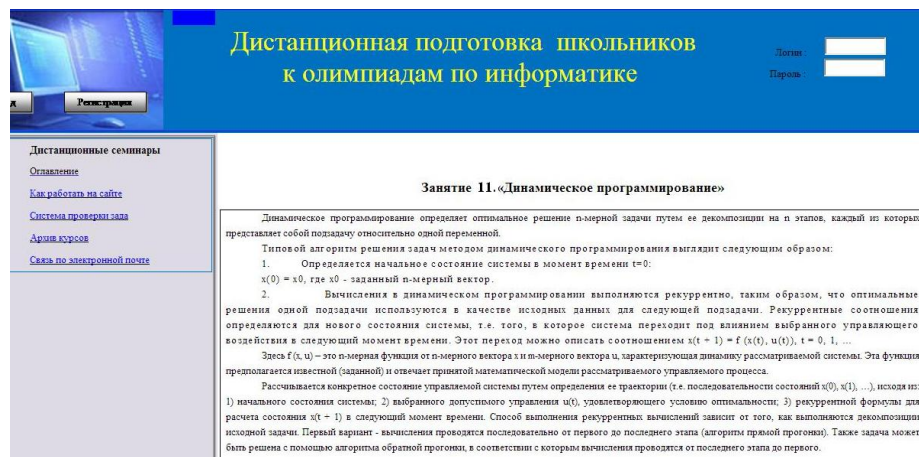 Дистанционная подготовка школьников
к олимпиадам по информатике
Логин :
Пароль :
Регистрация
Дистанционные семинары
Оглавление
Как работать на сайте
Система проверки зада
Архив курсов
Связь по электронной почте
Занятие 11.«Динамическое программирование»
Динамическое программирование определяет оптимальное решение n-мерной задачи путем ее декомпозиции на n этапов, каждый из которых
представляет собой подзадачу относительно одной переменной.
Типовой алгоритм решения задач методом динамического программирования выглядит следующим образом:
1. Определяется начальное состояние системы в момент времени t=0:
x(0) = x0, где x0 - заданный n-мерный вектор.
2. Вычисления в динамическом программировании выполняются рекуррентно, таким образом, что оптимальные
решения одной подзадачи используются в качестве исходных данных для следующей подзадачи. Рекуррентные соотношения
определяются для нового состояния системы, т.е. того, в которое система переходит под влиянием выбранного управляющего
воздействия в следующий момент времени. Этот переход можно описать соотношением x(t + 1) = f (x(t), u(t)), t = 0, 1, ...
Здесь f (x, u) – это n-мерная функция от n-мерного вектора x и m-мерного вектора u, характеризующая динамику рассматриваемой системы. Эта функция
предполагается известной (заданной) и отвечает принятой математической модели рассматриваемого управляемого процесса.
Рассчиывается конкретное состояние управляемой системы путем определения ее траектории (т.е. последовательности состояний x(0), x(1), …), исходя из:
1) начального состояния системы; 2) выбранного допустимого управления u(t), удовлетворяющего условию оптимальности; 3) рекуррентной формулы для
расчета состояния x(t + 1) в следующий момент времени. Способ выполнения рекуррентных вычислений зависит от того, как выполняются декомпозиции
исходной задачи. Первый вариант - вычисления проводятся последовательно от первого до последнего этапа (алгоритм прямой прогонки). Также задача может
быть решена с помощью алгоритма обратной прогонки, в соответствии с которым вычисления проводятся от последнего этапа до первого.